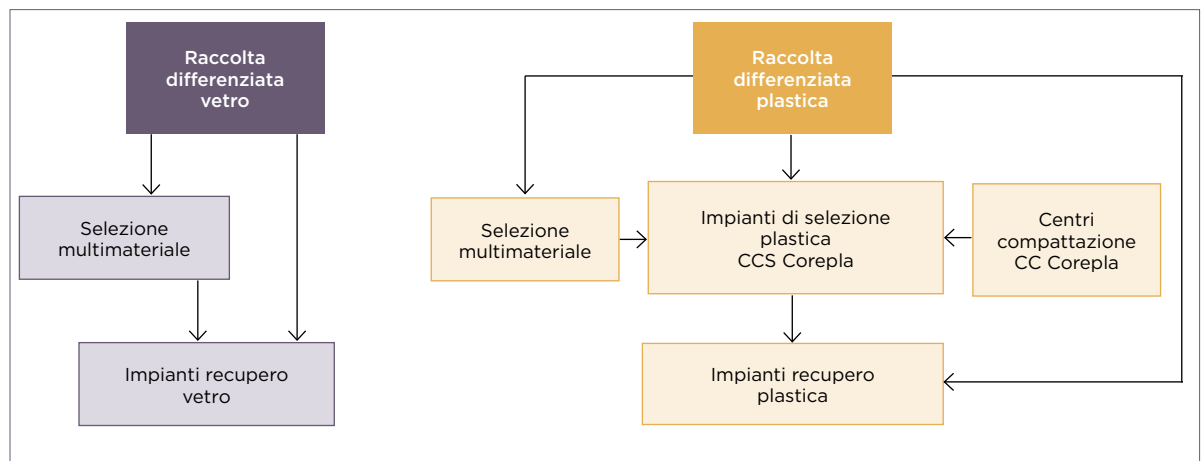 Raccolta
differenziata
vetro
Selezione
multimateriale
Impianti recupero
vetro
Raccolta
differenziata
plastica
Selezione
multimateriale
Impianti di selezione
plastica
CCS Corepla
Centri
compattazione
CC Corepla
Impianti recupero
plastica